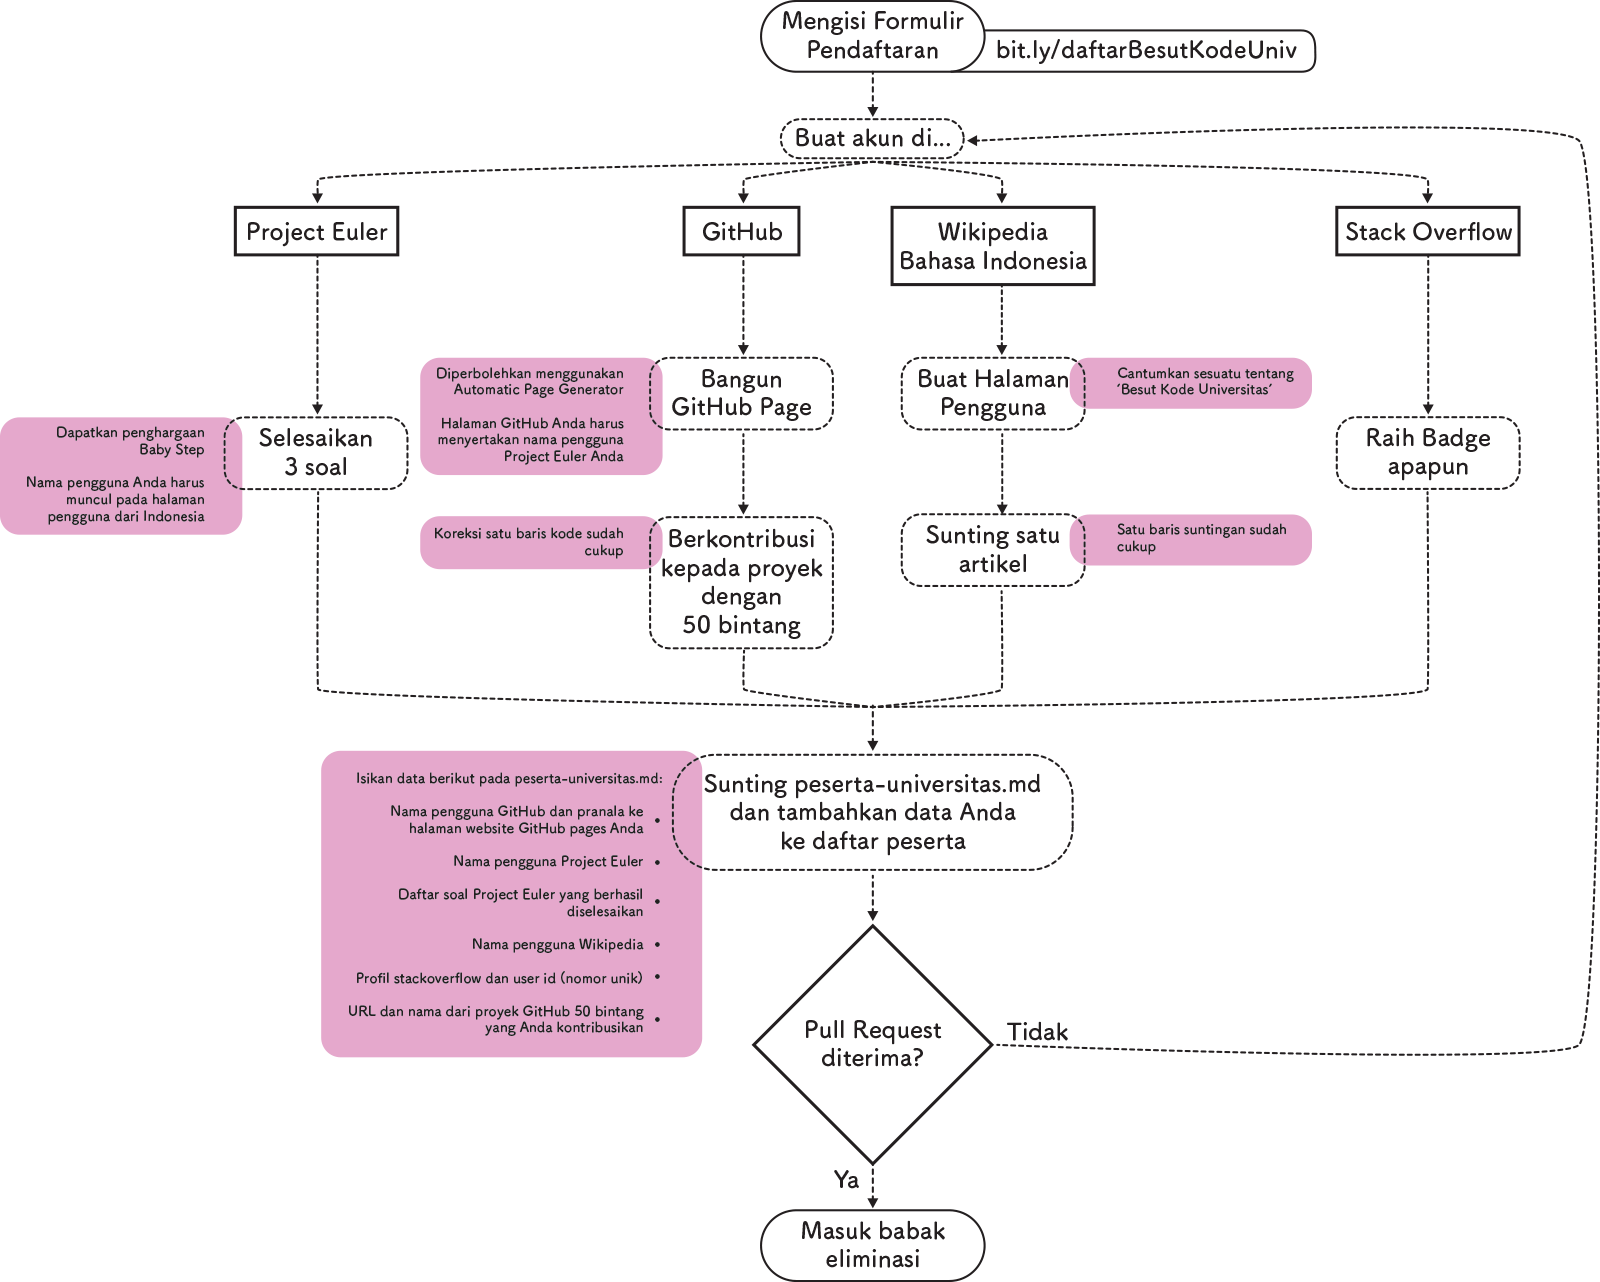 Mengisi Formulir
Pendaftaran
bit.ly/daftarBesutKodeUniv
Buat akun di...
Project Euler
GitHub
Wikipedia
Bahasa Indonesia
Stack Overflow
Dapatkan penghargaan
Baby Step
Nama pengguna Anda harus
muncul pada halaman
pengguna dari Indonesia
Selesaikan
3 soal
Diperbolehkan menggunakan
Automatic Page Generator
Halaman GitHub Anda harus
menyertakan nama pengguna
Project Euler Anda
Bangun
GitHub Page
Koreksi satu baris kode sudah
cukup
Berkontribusi
kepada proyek
dengan
50 bintang
Buat Halaman
Pengguna
Cantumkan sesuatu tentang
‘Besut Kode Universitas’
Sunting satu
artikel
Satu baris suntingan sudah
cukup
Raih Badge
apapun
Isikan data berikut pada peserta-universitas.md:
Nama pengguna GitHub dan pranala ke •
halaman website GitHub pages Anda
Nama pengguna Project Euler •
Daftar soal Project Euler yang berhasil •
diselesaikan
Nama pengguna Wikipedia •
Profil stackoverflow dan user id (nomor unik) •
URL dan nama dari proyek GitHub 50 bintang •
yang Anda kontribusikan
Sunting peserta-universitas.md
dan tambahkan data Anda
ke daftar peserta
Pull Request
diterima?
Tidak
Ya
Masuk babak
eliminasi